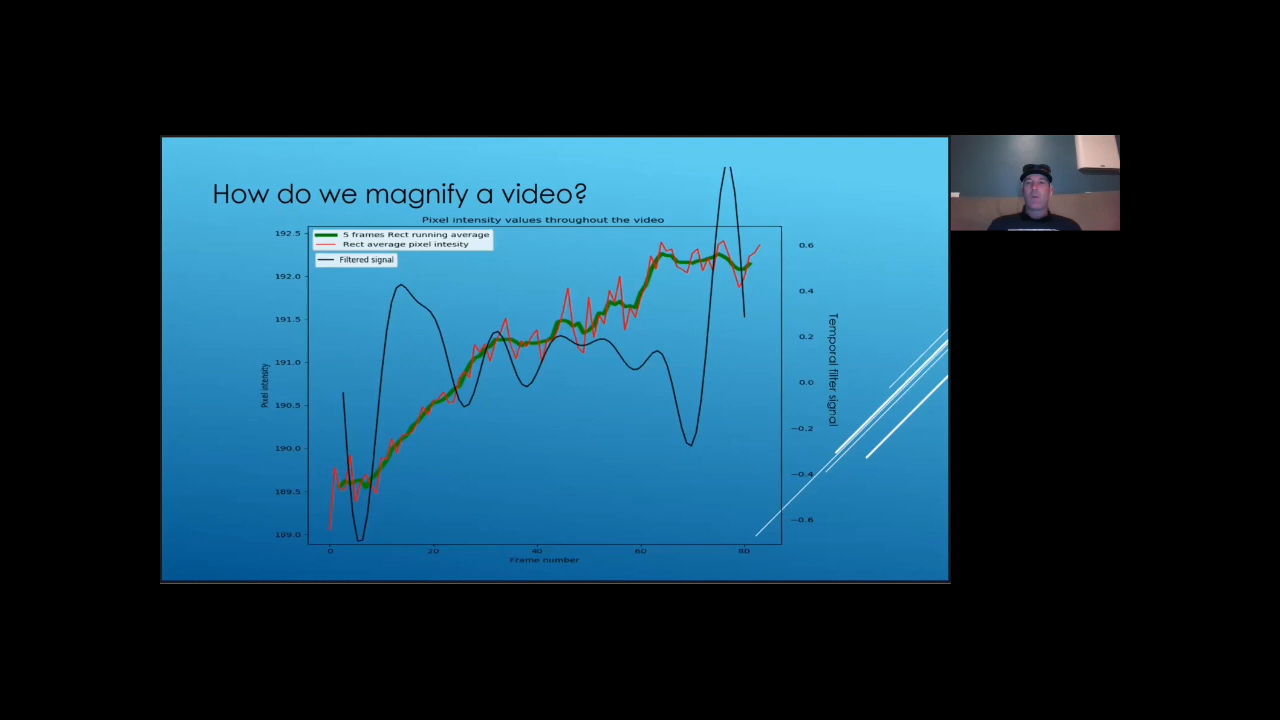 How do we magnify a video?
Pixel intensity values throughout the video
5 frames Rect running average
Rect average pixel intesity
Filtered signal
192.5
192.0
191.5
191.0
190.5
190.0
189.5
189.0
Pixel intensity
0.6
0.4
0.2
0.0
−0.2
−0.4
−0.6
Temporal filter signal
0
20
40
60
80
Frame number